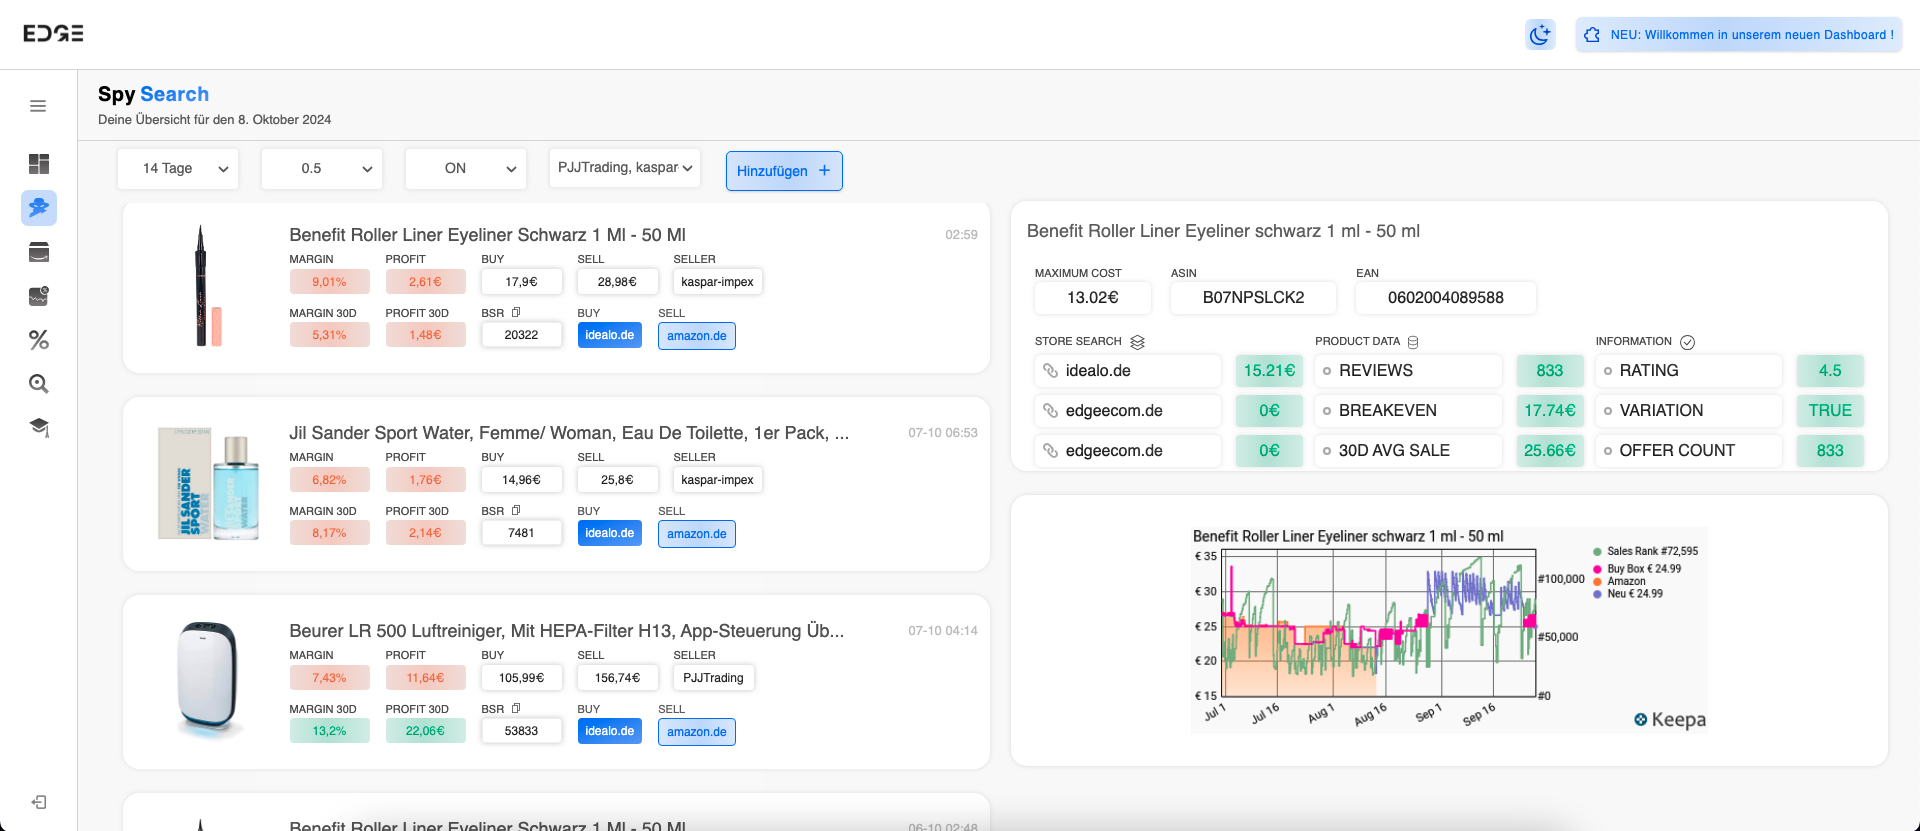 EDGE
NEU: Willkommen in unserem neuen Dashboard !
Spy Search
Deine Übersicht für den 8. Oktober 2024
14 Tage
0.5
ON
PJJTrading, kaspar-
Hinzufügen +
Benefit Roller Liner Eyeliner Schwarz 1 Ml - 50 Ml
02:59
MARGIN PROFIT BUY SELL SELLER
9,01% 2,61€ 17,9€ 28,98€ kaspar-impex
MARGIN 30D PROFIT 30D BSR BUY SELL
5,31% 1,48€ 20322 idealo.de amazon.de
Jil Sander Sport Water, Femme/ Woman, Eau De Toilette, 1er Pack, ...
07-10 06:53
JIL SANDER
SPORT
WATER
MARGIN PROFIT BUY SELL SELLER
6,82% 1,76€ 14,96€ 25,8€ kaspar-impex
MARGIN 30D PROFIT 30D BSR BUY SELL
8,17% 2,14€ 7481 idealo.de amazon.de
Beurer LR 500 Luftreiniger, Mit HEPA-Filter H13, App-Steuerung Üb...
07-10 04:14
MARGIN PROFIT BUY SELL SELLER
7,43% 11,64€ 105,99€ 156,74€ PJJTrading
MARGIN 30D PROFIT 30D BSR BUY SELL
13,2% 22,06€ 53833 idealo.de amazon.de
Benefit Roller Liner Eyeliner Schwarz 1 Ml - 50 Ml
06-10 02:48
Benefit Roller Liner Eyeliner schwarz 1 ml - 50 ml
MAXIMUM COST ASIN EAN
13.02€ B07NPSLCK2 0602004089588
STORE SEARCH PRODUCT DATA INFORMATION
idealo.de 15.21€ REVIEWS 833 RATING 4.5
edgeecom.de 0€ BREAKEVEN 17.74€ VARIATION TRUE
edgeecom.de 0€ 30D AVG SALE 25.66€ OFFER COUNT 833
Benefit Roller Liner Eyeliner schwarz 1 ml - 50 ml
€ 35
€ 30
€ 25
€ 20
€ 15
#100,000
#50,000
#0
Jul 1 Jul 16 Aug 1 Aug 16 Sep 1 Sep 16
Sales Rank #72,595
Buy Box € 24.99
Amazon
Neu € 24.99
Keepa